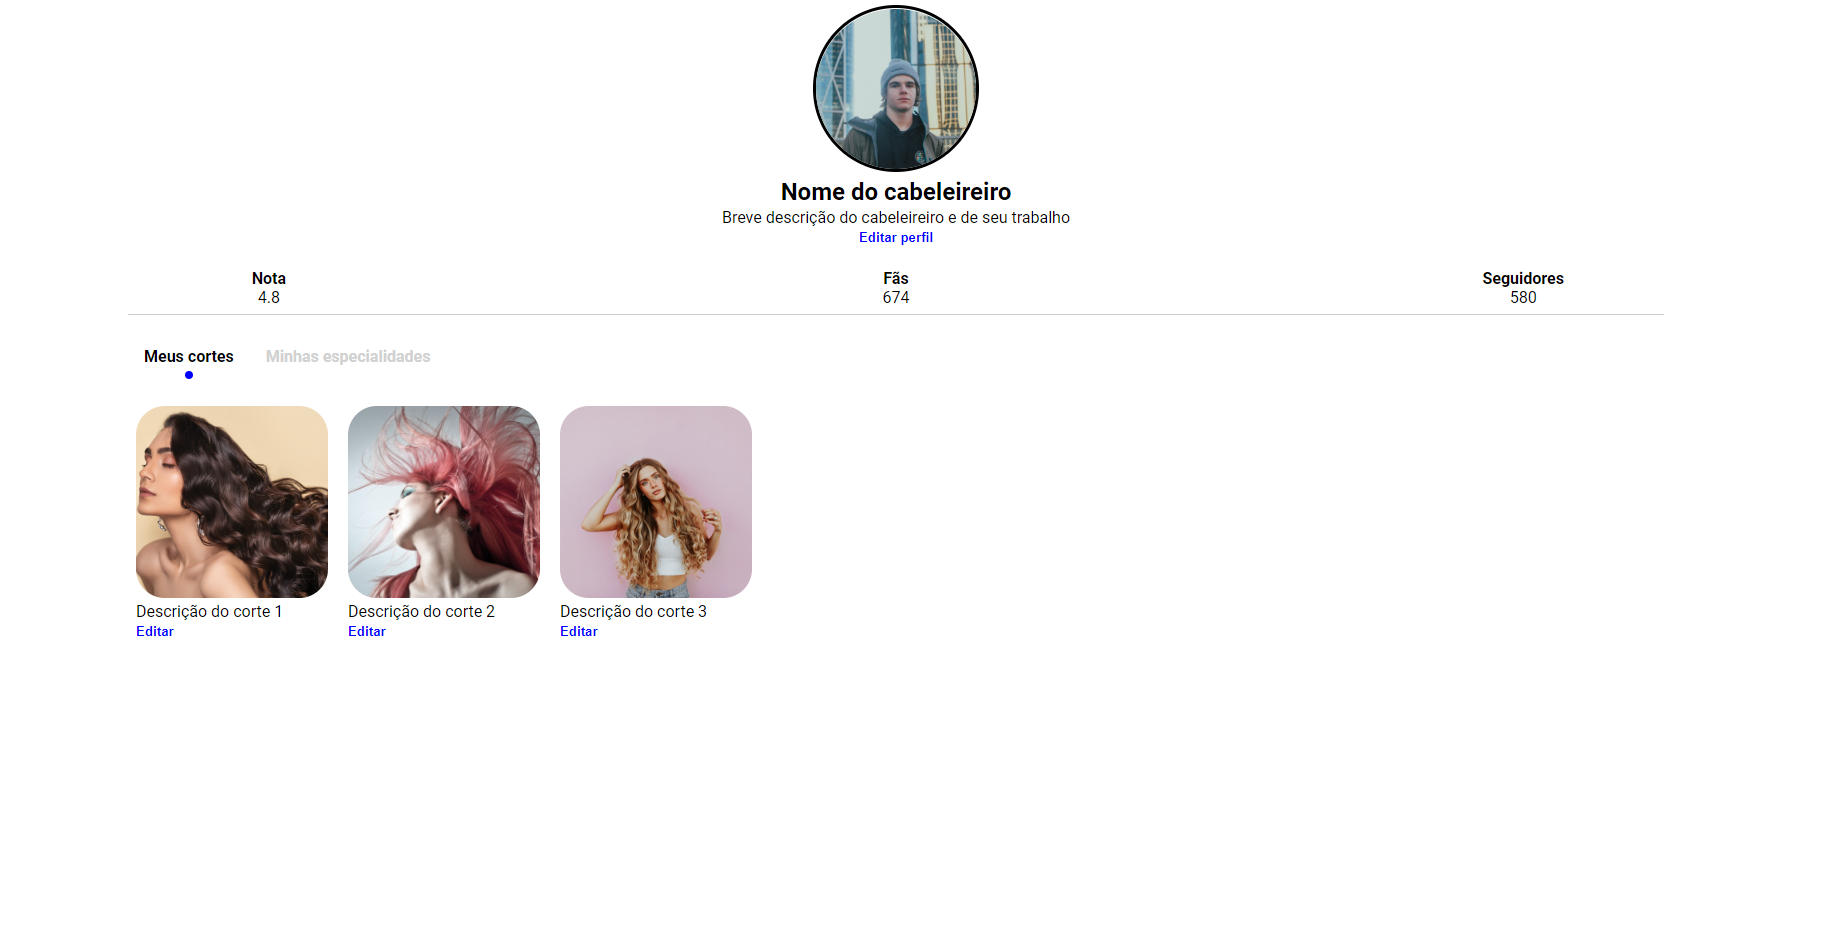 Nome do cabeleireiro
Breve descrição do cabeleireiro e de seu trabalho
Editar perfil
Nota Fãs Seguidores
4.8 674 580
Meus cortes Minhas especialidades
Descrição do corte 1 Descrição do corte 2 Descrição do corte 3
Editar Editar Editar